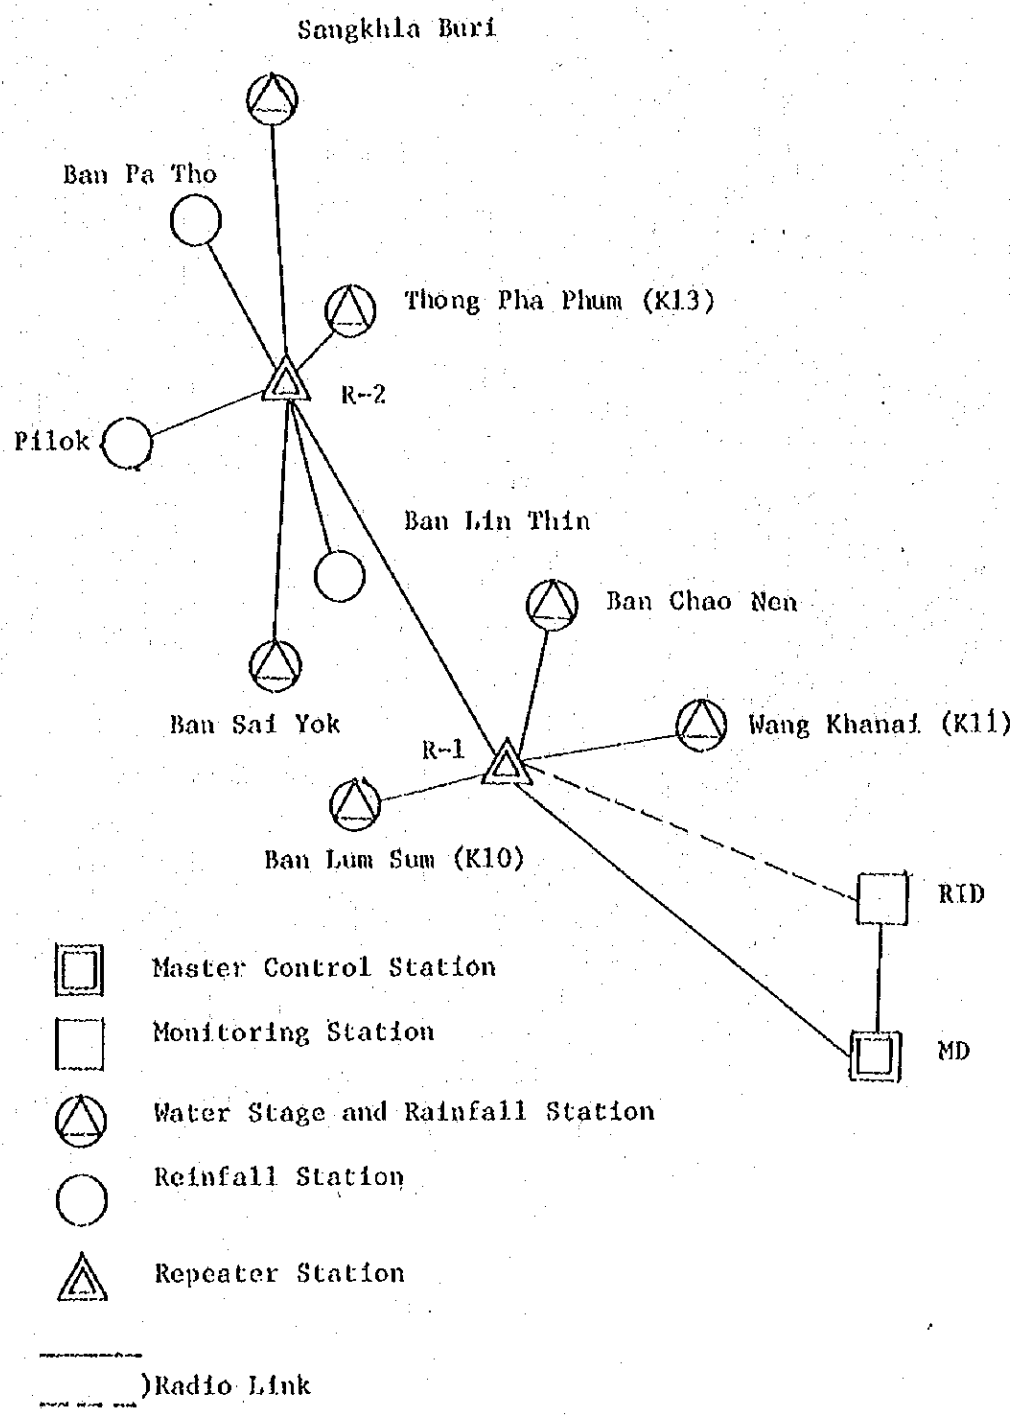 Sangkhla Buri
Ban Pa Tho
Thong Pha Phum (K13)
R-2
Pilok
Ban Lin Thin
Ban Chao Nen
Ban Sai Yok
Wang Khanai (K11)
R-1
Ban Lum Sum (K10)
RID
Master Control Station
Monitoring Station
MD
Water Stage and Rainfall Station
Reinfall Station
Repeater Station
)Radio Link